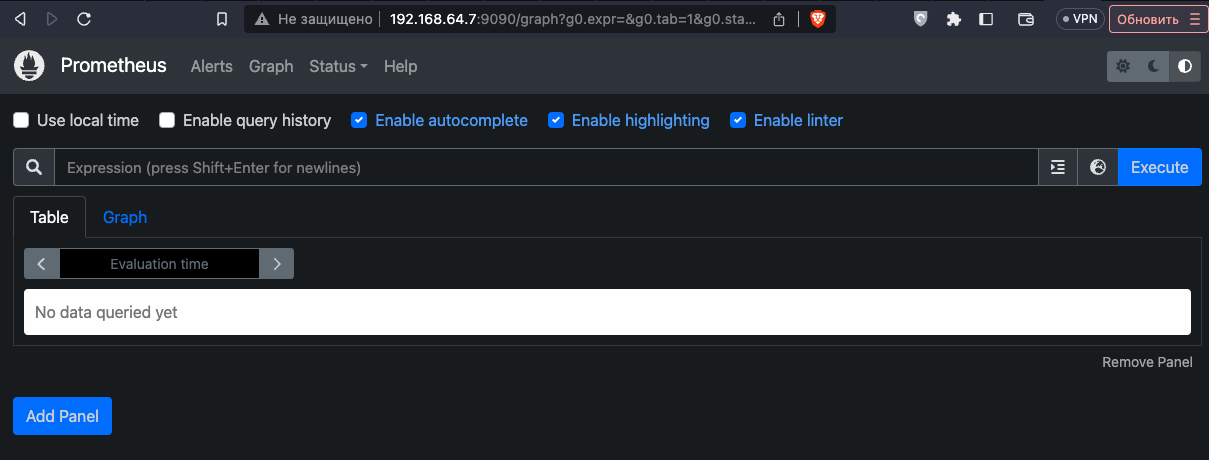 Не защищено 192.168.64.7:9090/graph?g0.expr=&g0.tab=1&g0.sta... VPN Обновить
Prometheus Alerts Graph Status Help
Use local time Enable query history Enable autocomplete Enable highlighting Enable linter
Expression (press Shift+Enter for newlines) Execute
Table Graph
Evaluation time
No data queried yet
Remove Panel
Add Panel